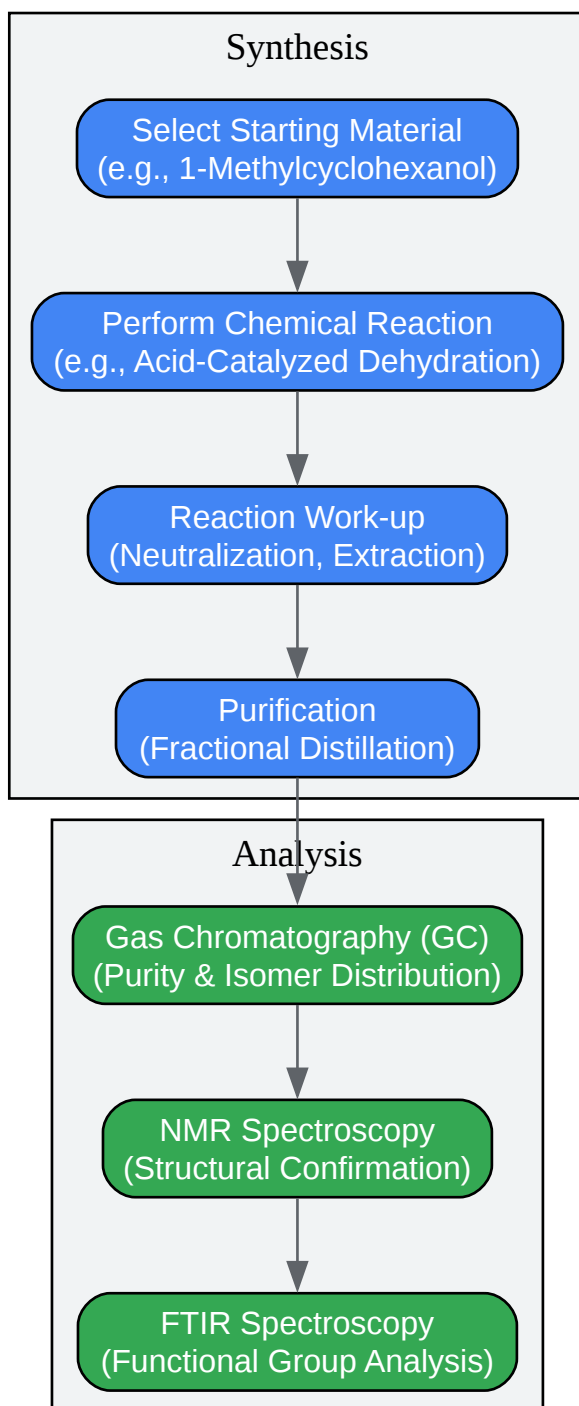 Synthesis
Select Starting Material
(e.g., 1-Methylcyclohexanol)
Perform Chemical Reaction
(e.g., Acid-Catalyzed Dehydration)
Reaction Work-up
(Neutralization, Extraction)
Purification
(Fractional Distillation)
Analysis
Gas Chromatography (GC)
(Purity & Isomer Distribution)
NMR Spectroscopy
(Structural Confirmation)
FTIR Spectroscopy
(Functional Group Analysis)